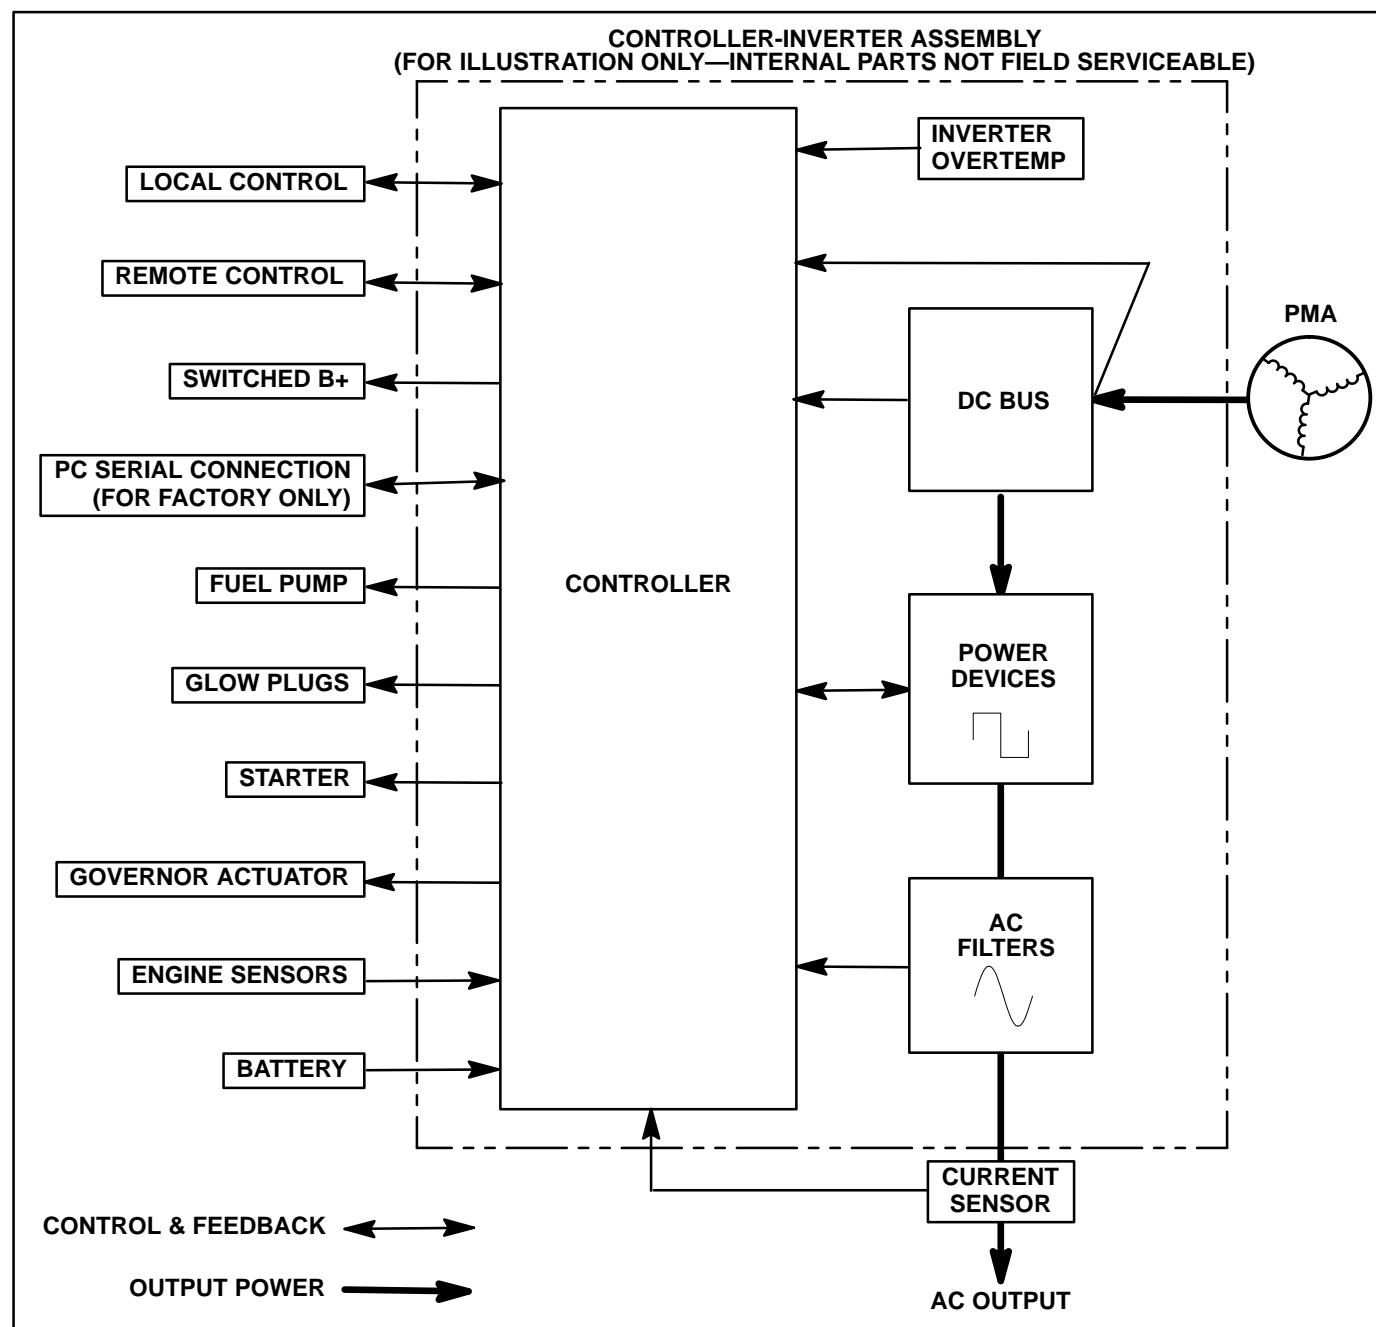 CONTROLLER-INVERTER ASSEMBLY
(FOR ILLUSTRATION ONLY—INTERNAL PARTS NOT FIELD SERVICEABLE)
INVERTER
OVERTEMP
LOCAL CONTROL
REMOTE CONTROL
PMA
SWITCHED B+
DC BUS
PC SERIAL CONNECTION
(FOR FACTORY ONLY)
FUEL PUMP
CONTROLLER
POWER
DEVICES
GLOW PLUGS
STARTER
GOVERNOR ACTUATOR
AC
FILTERS
ENGINE SENSORS
BATTERY
CURRENT
SENSOR
CONTROL & FEEDBACK
OUTPUT POWER
AC OUTPUT